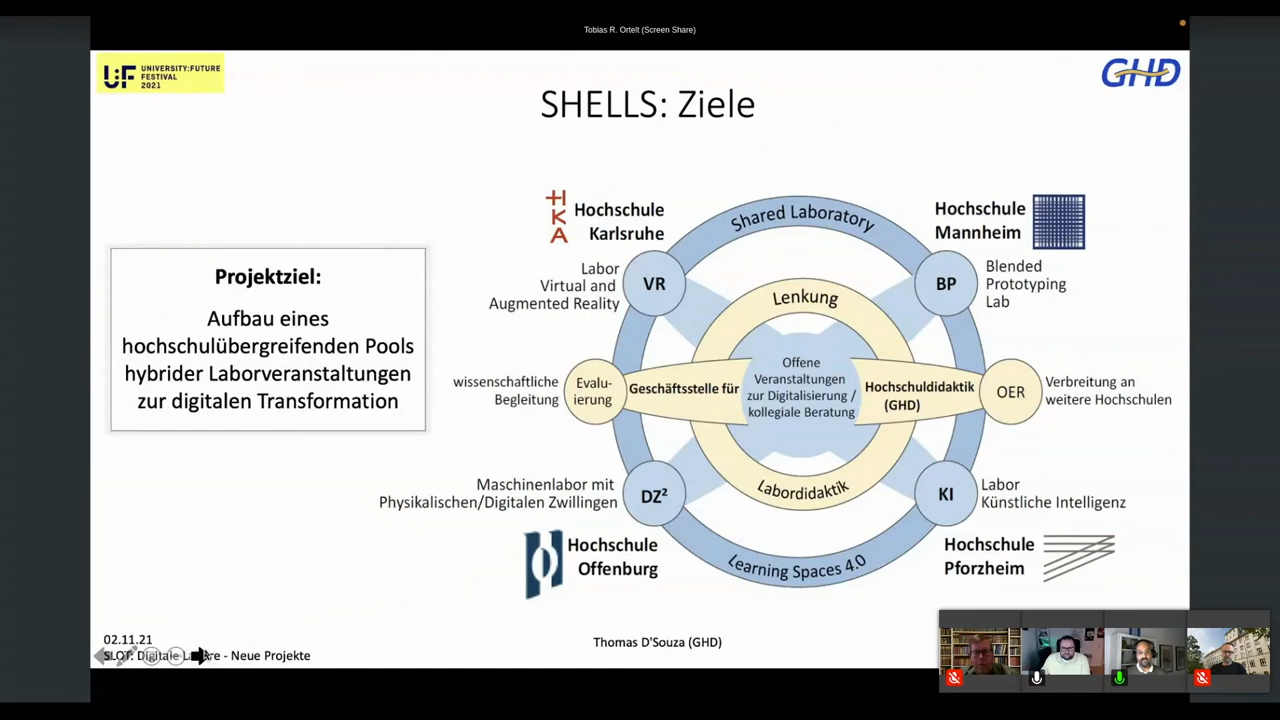 Tobias R. Ortelt (Screen Share)
UF
UNIVERSITY:FUTURE
FESTIVAL
2021
GHD
SHELLS: Ziele
Projektziel:
Aufbau eines
hochschulübergreifenden Pools
hybrider Laborveranstaltungen
zur digitalen Transformation
HKA
Hochschule
Karlsruhe
Hochschule
Mannheim
Shared Laboratory
Labor
Virtual and
Augmented Reality
VR
BP
Blended
Prototyping
Lab
Lenkung
wissenschaftliche
Begleitung
Evalu-
ierung
Geschäftsstelle für
Offene
Veranstaltungen
zur Digitalisierung /
kollegiale Beratung
Hochschuldidaktik
(GHD)
OER
Verbreitung an
weitere Hochschulen
Labordidaktik
Maschinenlabor mit
Physikalischen/Digitalen Zwillingen
DZ²
KI
Labor
Künstliche Intelligenz
Learning Spaces 4.0
Hochschule
Offenburg
Hochschule
Pforzheim
02.11.21
SLOT: Digitale Labore - Neue Projekte
Thomas D'Souza (GHD)